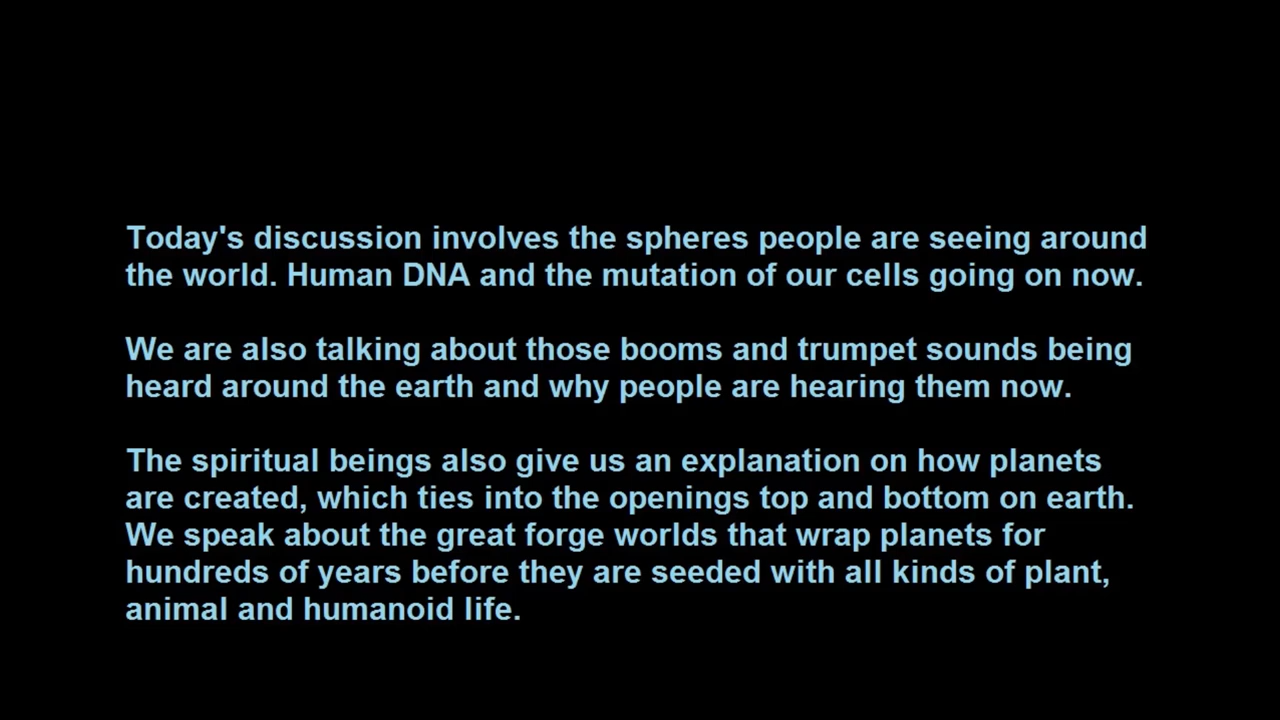 Today's discussion involves the spheres people are seeing around
the world. Human DNA and the mutation of our cells going on now.
We are also talking about those booms and trumpet sounds being
heard around the earth and why people are hearing them now.
The spiritual beings also give us an explanation on how planets
are created, which ties into the openings top and bottom on earth.
We speak about the great forge worlds that wrap planets for
hundreds of years before they are seeded with all kinds of plant,
animal and humanoid life.